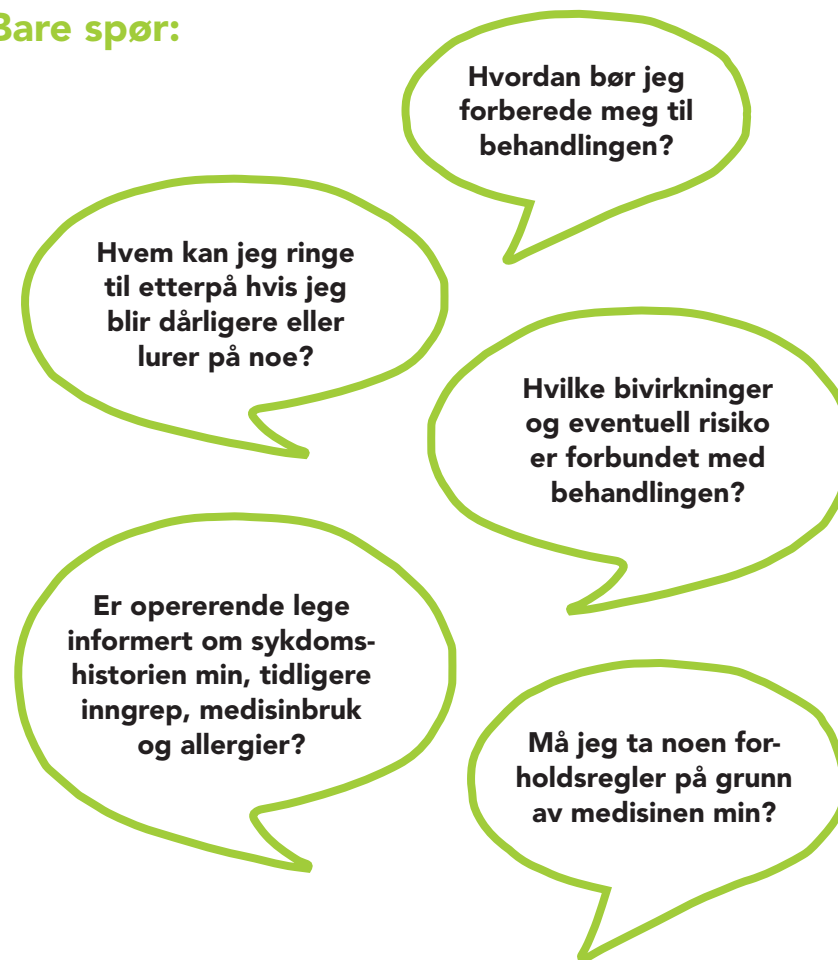 Bare spør:
Hvordan bør jeg
forberede meg til
behandlingen?
Hvem kan jeg ringe
til etterpå hvis jeg
blir dårligere eller
lurer på noe?
Hvilke bivirkninger
og eventuell risiko
er forbundet med
behandlingen?
Er opererende lege
informert om sykdoms-
historien min, tidligere
inngrep, medisinbruk
og allergier?
Må jeg ta noen for-
holdsregler på grunn
av medisinen min?